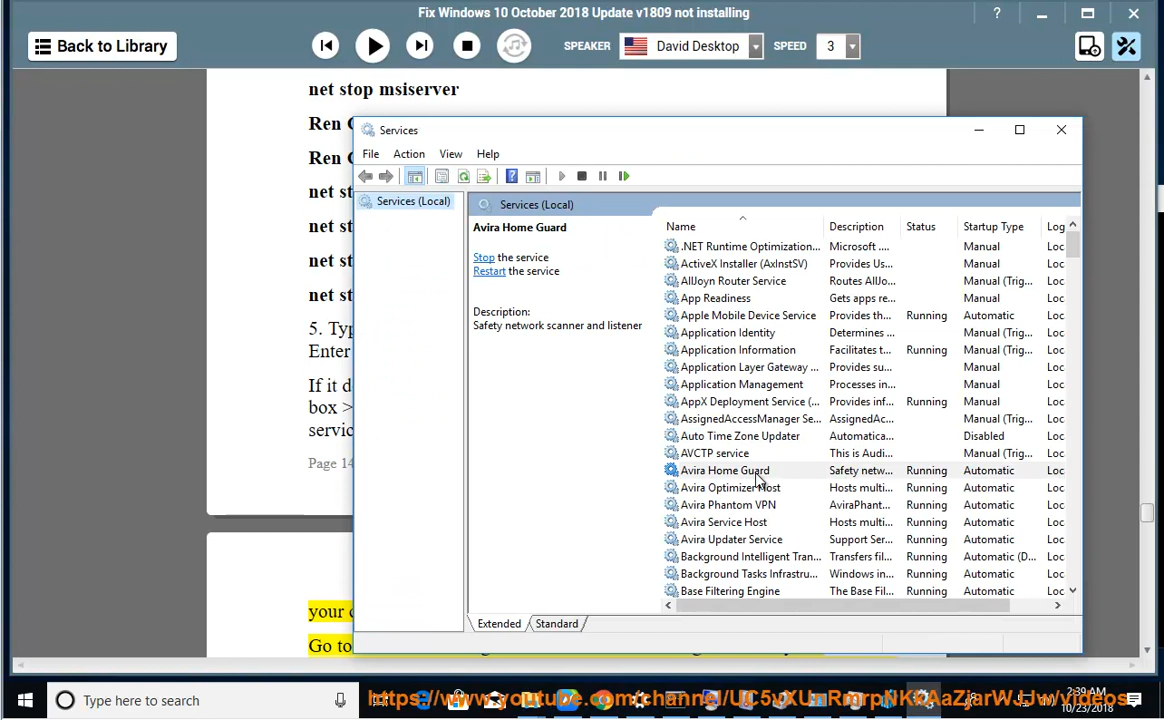 Fix Windows 10 October 2018 Update v1809 not installing
Back to Library
SPEAKER
David Desktop
SPEED
3
net stop msiserver
Ren
Ren
net st
net st
net st
net st
5. Ty
Enter
If it d
box >
servic
Page 14
your
Go to
Services
File Action View Help
Services (Local)
Services (Local)
Avira Home Guard
Stop the service
Restart the service
Description:
Safety network scanner and listener
Name Description Status Startup Type Log
.NET Runtime Optimization... Microsoft .... Manual Loc
ActiveX Installer (AxInstSV) Provides Us... Manual Loc
AllJoyn Router Service Routes AllJo... Manual (Trig... Loc
App Readiness Gets apps re... Manual Loc
Apple Mobile Device Service Provides th... Running Automatic Loc
Application Identity Determines ... Manual (Trig... Loc
Application Information Facilitates t... Running Manual (Trig... Loc
Application Layer Gateway ... Provides su... Manual Loc
Application Management Processes in... Manual Loc
AppX Deployment Service (... Provides inf... Running Manual Loc
AssignedAccessManager Se... AssignedAc... Manual (Trig... Loc
Auto Time Zone Updater Automatica... Disabled Loc
AVCTP service This is Audi... Manual (Trig... Loc
Avira Home Guard Safety netw... Running Automatic Loc
Avira Optimizer Host Hosts multi... Running Automatic Loc
Avira Phantom VPN AviraPhant... Running Automatic Loc
Avira Service Host Hosts multi... Running Automatic Loc
Avira Updater Service Support Ser... Running Automatic Loc
Background Intelligent Tran... Transfers fil... Running Automatic (D... Loc
Background Tasks Infrastru... Windows in... Running Automatic Loc
Base Filtering Engine The Base Fil... Running Automatic Loc
Extended Standard
Type here to search
2:39 AM
10/23/2018